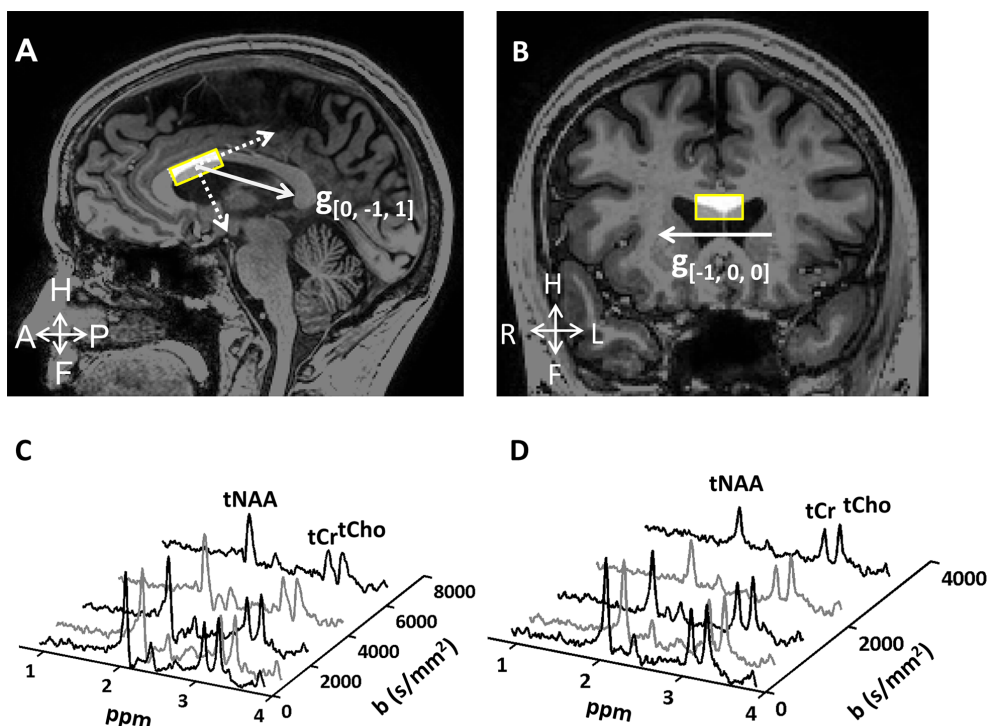 A
g[0, -1, 1]
H
A P
F
B
g[-1, 0, 0]
H
R L
F
C
tNAA
tCr tCho
8000
6000
4000
2000
0
b (s/mm²)
1
2
3
4
ppm
D
tNAA
tCr tCho
4000
2000
0
b (s/mm²)
1
2
3
4
ppm